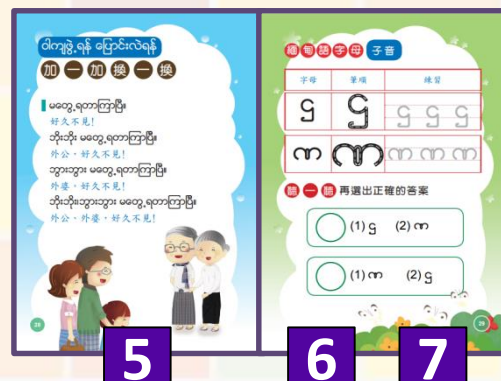 ဝါကျဖွဲ့ရန် ပြောင်းလဲရန်
加一加換一換
မတွေ့ရတာကြာပြီ။
好久不見!
ဘိုးဘိုး မတွေ့ရတာကြာပြီ။
外公，好久不見!
ဘွားဘွား မတွေ့ရတာကြာပြီ။
外婆，好久不見!
ဘိုးဘိုးဘွားဘွား မတွေ့ရတာကြာပြီ။
外公、外婆，好久不見!
28
緬甸語字母 子音
字母 筆順 練習
ဌ ဌ ဌ ဌ ဌ
ကာ ကာ ကာ ကာ ကာ
聽一聽 再選出正確的答案
(1) ဌ (2) ကာ
(1) ကာ (2) ဌ
29
5 6 7